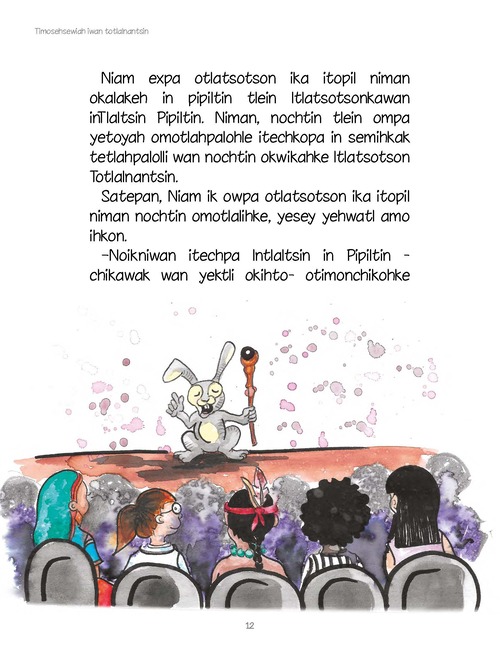 Timosehsewiah iwan totlalnantsin
Niam expa otlatsotson ika itopil niman
okalakeh in pipiltin tlein Itlatsotsonkawan
inTlaltsin Pipiltin. Niman, nochtin tlein ompa
yetoyah omotlahpalohle itechkopa in semihkak
tetlahpalolli wan nochtin okwikahke Itlatsotson
Totlalnantsin.
Satepan, Niam ik owpa otlatsotson ika itopil
niman nochtin omotlalihke, yesey yehwatl amo
ihkon.
–Noikniwan itechpa Intlaltsin in Pipiltin -
chikawak wan yektli okihto- otimonchikohke
12